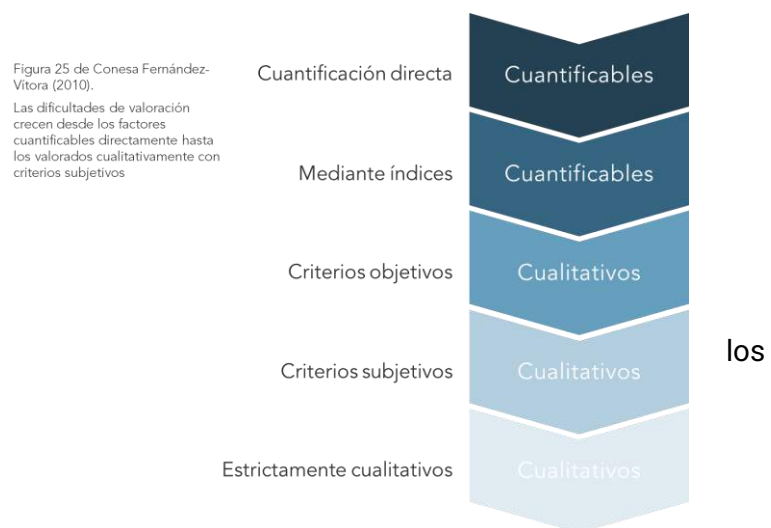 Figura 25 de Conesa Fernández-
Vítora (2010).
Las dificultades de valoración
crecen desde los factores
cuantificables directamente hasta
los valorados cualitativamente con
criterios subjetivos
Cuantificación directa
Cuantificables
Mediante índices
Cuantificables
Criterios objetivos
Cualitativos
los
Criterios subjetivos
Cualitativos
Estrictamente cualitativos
Cualitativos